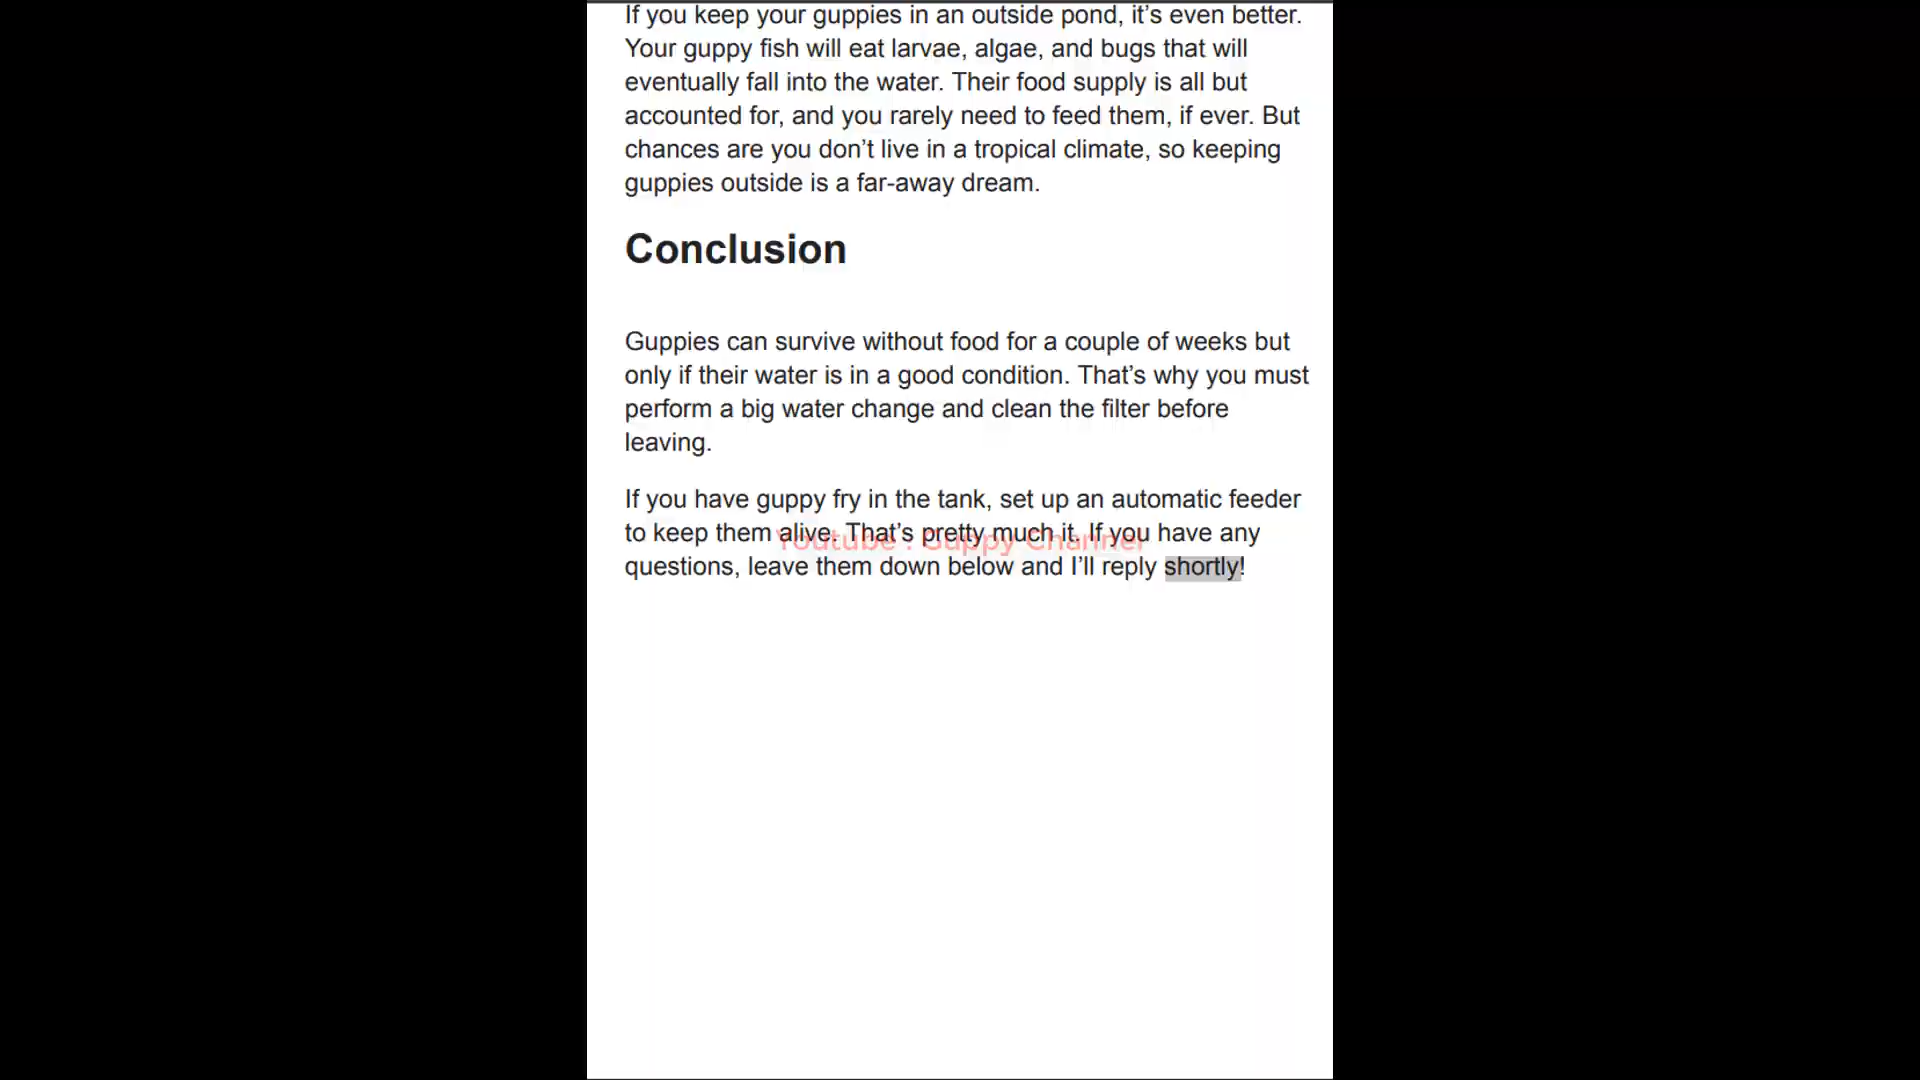 If you keep your guppies in an outside pond, it’s even better.
Your guppy fish will eat larvae, algae, and bugs that will
eventually fall into the water. Their food supply is all but
accounted for, and you rarely need to feed them, if ever. But
chances are you don’t live in a tropical climate, so keeping
guppies outside is a far-away dream.
Conclusion
Guppies can survive without food for a couple of weeks but
only if their water is in a good condition. That’s why you must
perform a big water change and clean the filter before
leaving.
If you have guppy fry in the tank, set up an automatic feeder
to keep them alive. That’s pretty much it. If you have any
Youtube : Guppy Channel
questions, leave them down below and I’ll reply shortly!